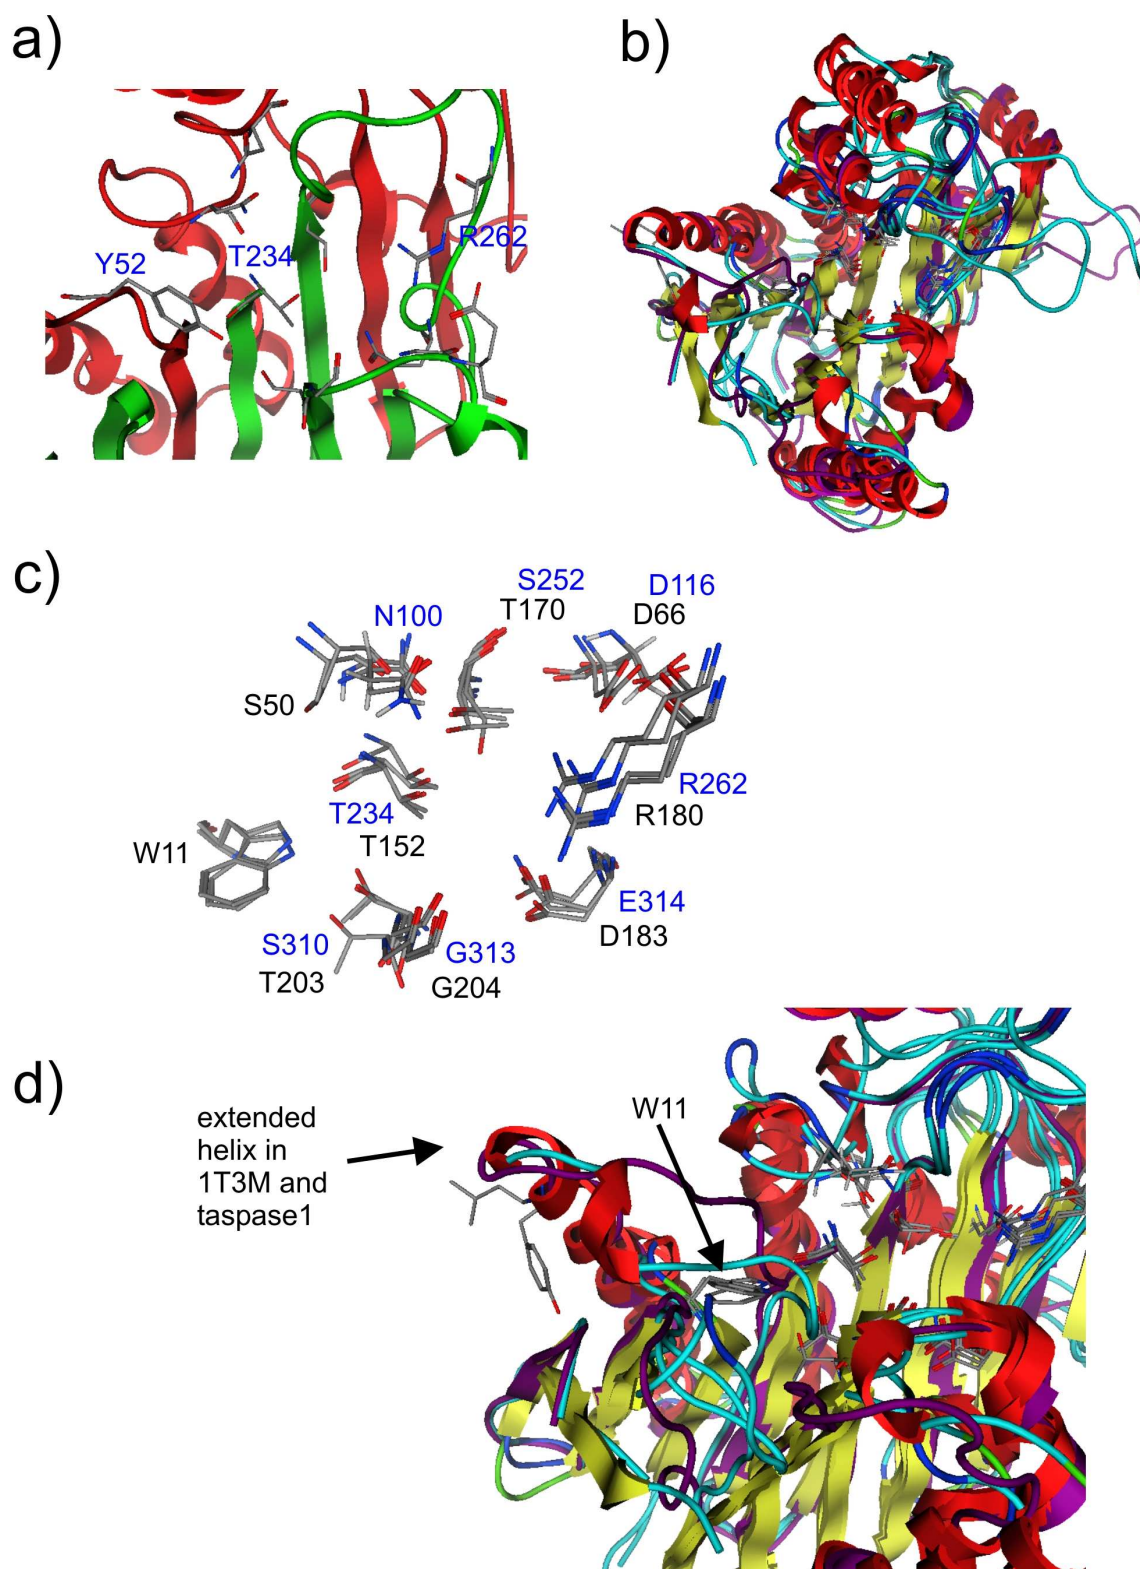 a)
Y52
T234
R262
b)
c)
S252
D116
N100
T170
D66
S50
T234
R262
W11
T152
R180
S310
G313
E314
T203
G204
D183
d)
extended
helix in
1T3M and
taspase1
W11